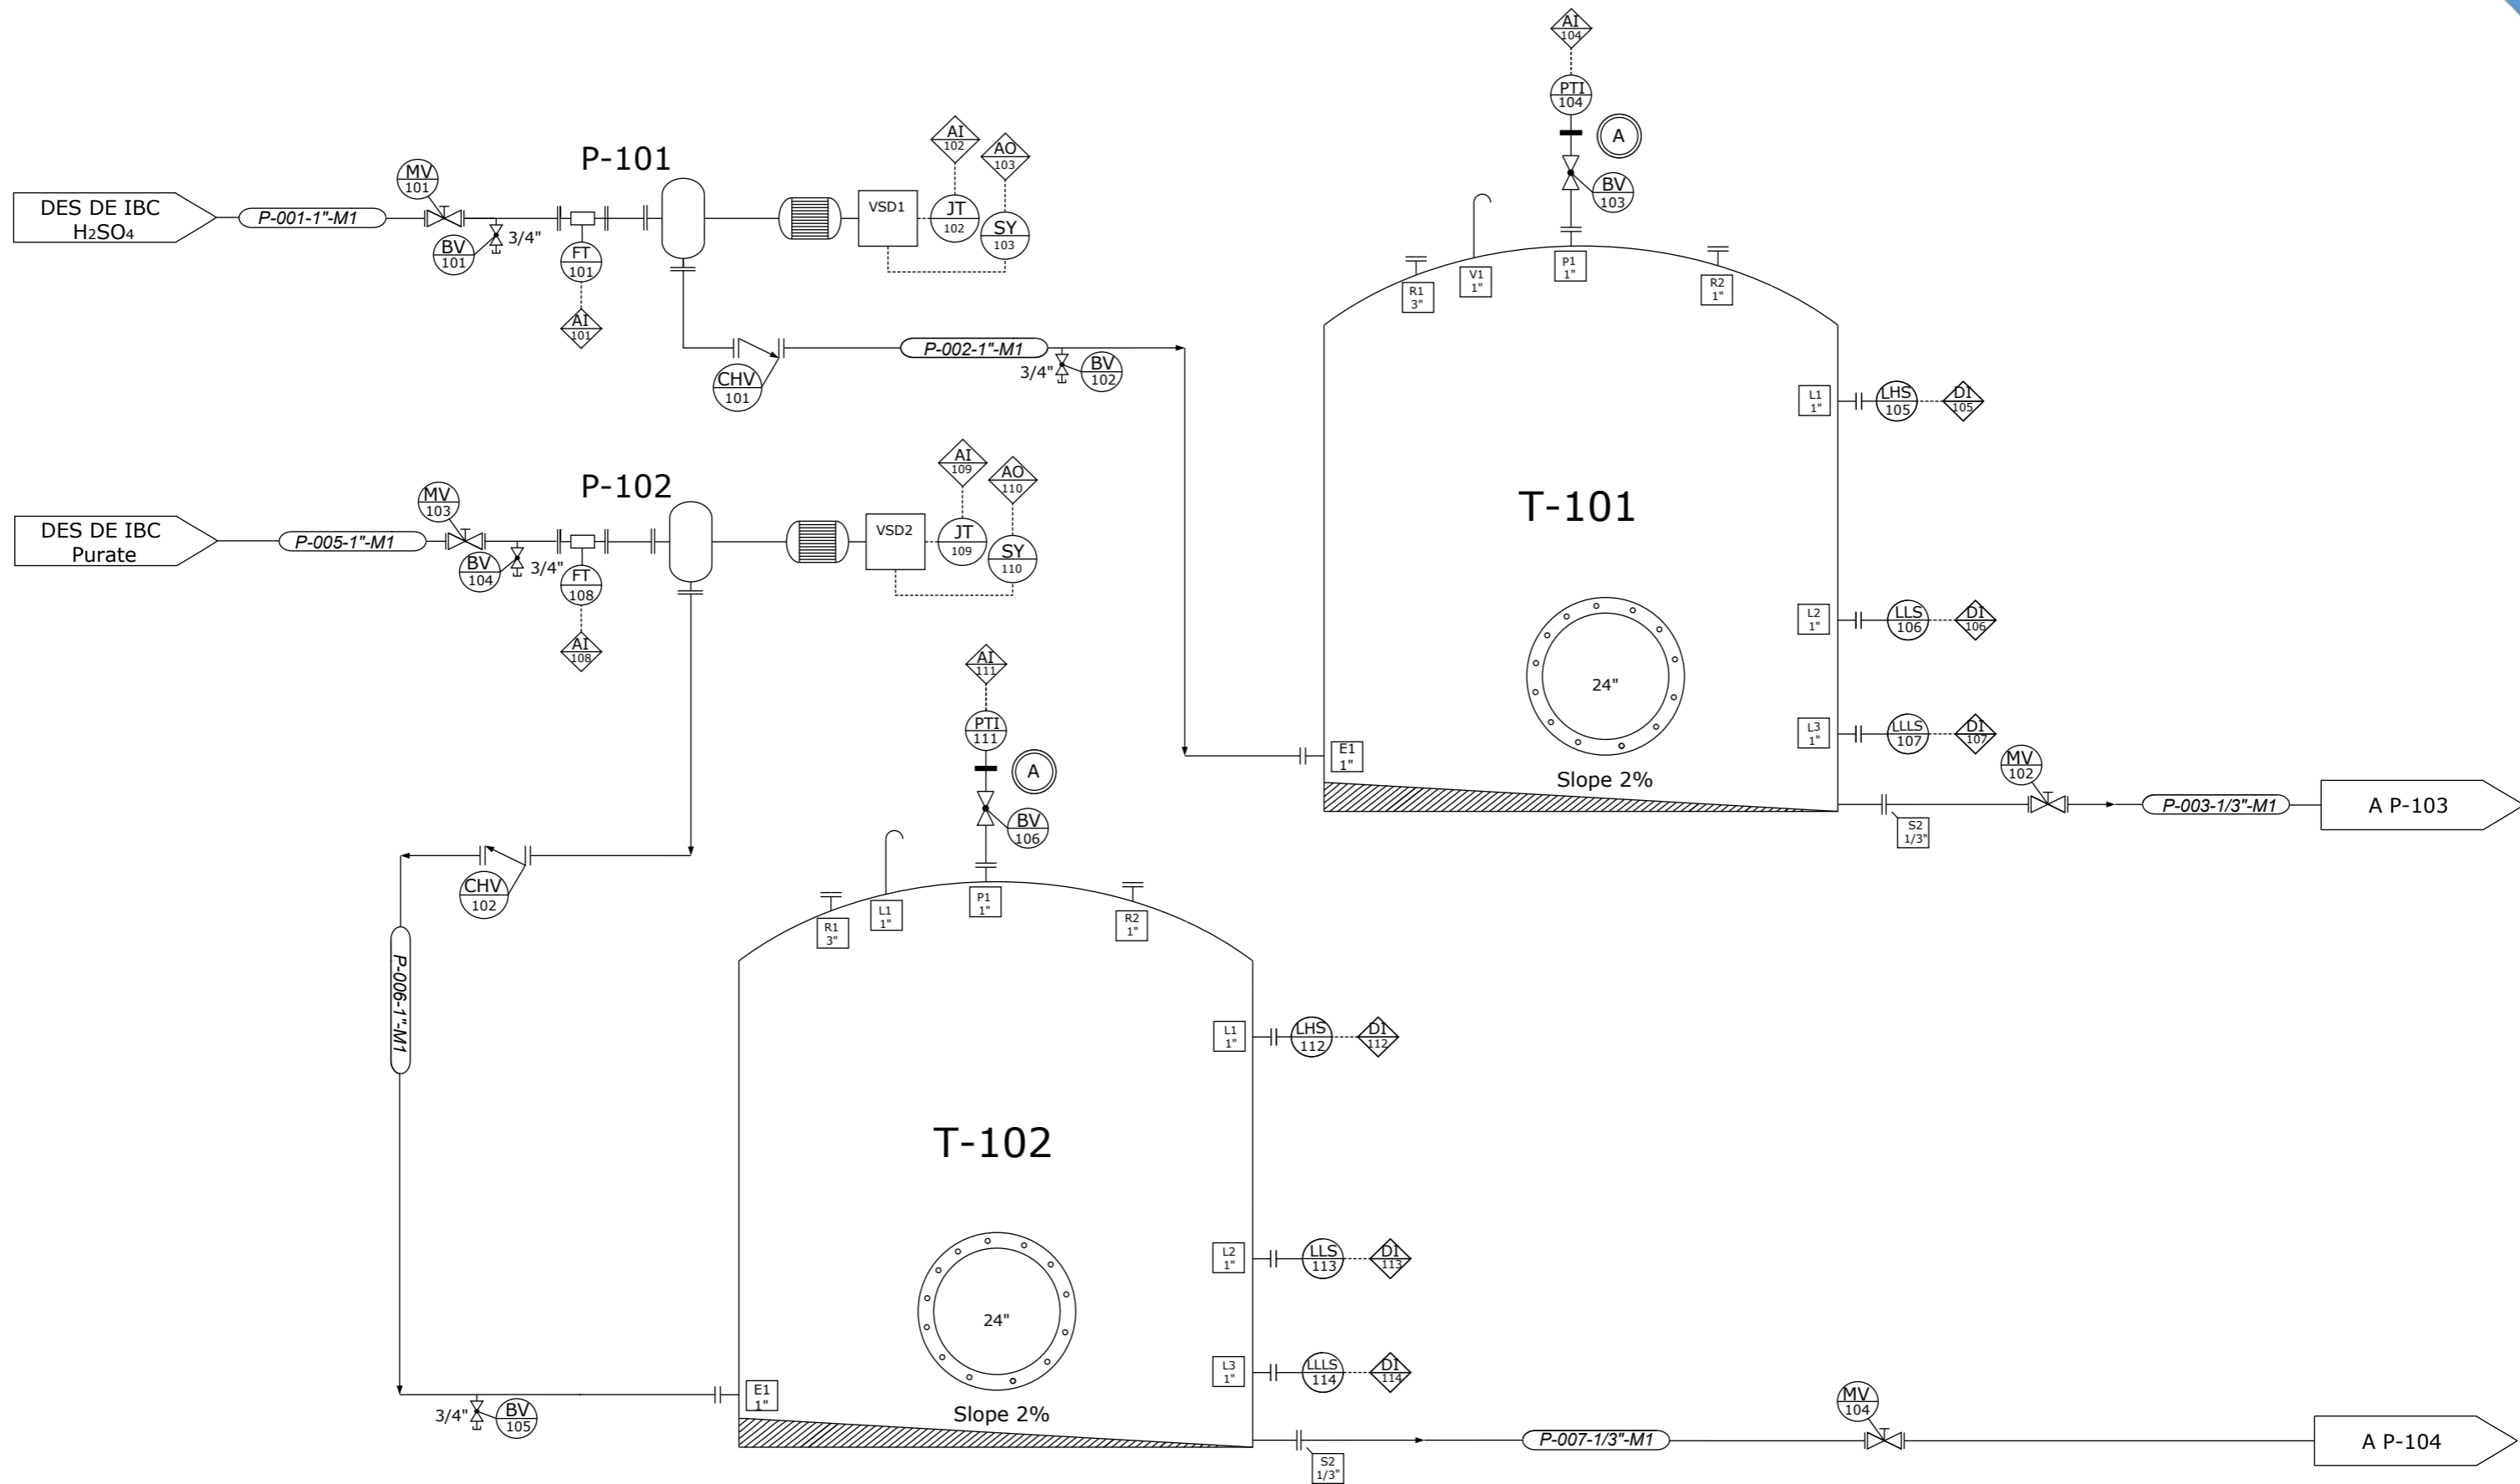 AI
104
PTI
104
A
BV
103
P-101
AI
102
AO
103
MV
101
DES DE IBC
H₂SO₄
P-001-1"-M1
BV
101
3/4"
FT
101
AI
101
VSD1
JT
102
SY
103
CHV
101
P-002-1"-M1
3/4"
BV
102
R1
3"
V1
1"
P1
1"
R2
1"
T-101
L1
1"
LHS
105
DI
105
L2
1"
LLS
106
DI
106
L3
1"
LLLS
107
DI
107
24"
Slope 2%
E1
1"
S2
1/3"
MV
102
P-003-1/3"-M1
A P-103
P-102
AI
109
AO
110
MV
103
DES DE IBC
Purate
P-005-1"-M1
BV
104
3/4"
FT
108
AI
108
VSD2
JT
109
SY
110
AI
111
PTI
111
A
BV
106
CHV
102
P-006-1"-M1
R1
3"
L1
1"
P1
1"
R2
1"
T-102
L1
1"
LHS
112
DI
112
L2
1"
LLS
113
DI
113
L3
1"
LLLS
114
DI
114
24"
Slope 2%
E1
1"
3/4"
BV
105
S2
1/3"
P-007-1/3"-M1
MV
104
A P-104